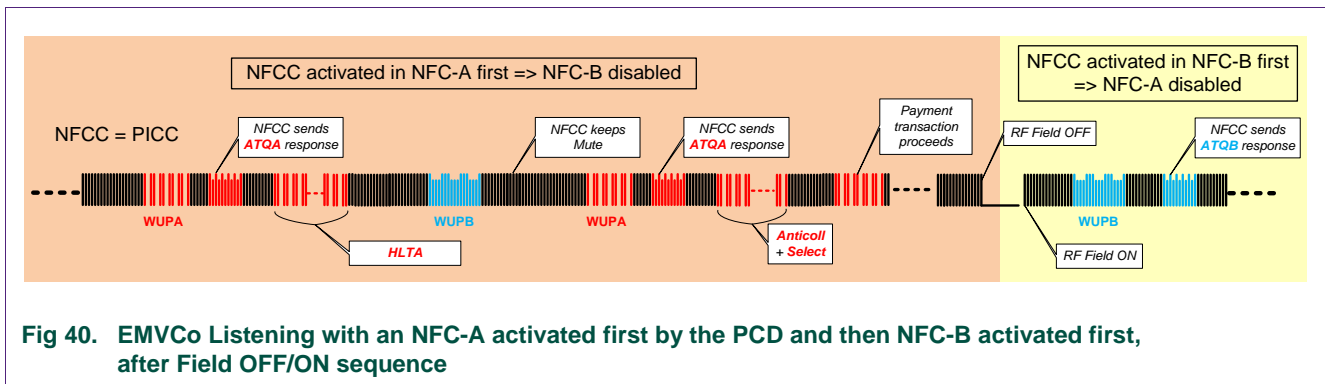 NFCC activated in NFC-A first => NFC-B disabled
NFCC activated in NFC-B first
=> NFC-A disabled
NFCC = PICC
NFCC sends
ATQA response
NFCC keeps
Mute
NFCC sends
ATQA response
Payment
transaction
proceeds
RF Field OFF
NFCC sends
ATQB response
WUPA
HLTA
WUPB
WUPA
Anticoll
+ Select
WUPB
RF Field ON
Fig 40. EMVCo Listening with an NFC-A activated first by the PCD and then NFC-B activated first,
after Field OFF/ON sequence